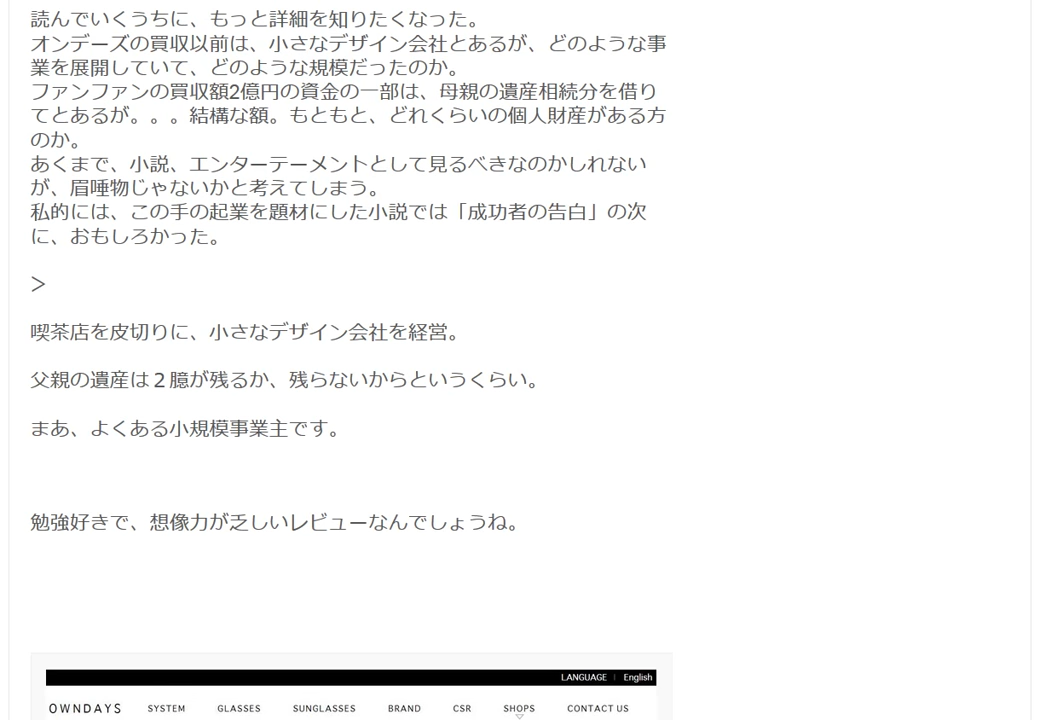 読んでいくうちに、もっと詳細を知りたくなった。
オンデーズの買収以前は、小さなデザイン会社とあるが、どのような事
業を展開していて、どのような規模だったのか。
ファンファンの買収額2億円の資金の一部は、母親の遺産相続分を借り
てとあるが。。。結構な額。もともと、どれくらいの個人財産がある方
のか。
あくまで、小説、エンターテーメントとして見るべきなのかしれない
が、眉唾物じゃないかと考えてしまう。
私的には、この手の起業を題材にした小説では「成功者の告白」の次
に、おもしろかった。
＞
喫茶店を皮切りに、小さなデザイン会社を経営。
父親の遺産は２臆が残るか、残らないからというくらい。
まあ、よくある小規模事業主です。
勉強好きで、想像力が乏しいレビューなんでしょうね。
LANGUAGE | English
OWNDAYS SYSTEM GLASSES SUNGLASSES BRAND CSR SHOPS CONTACT US